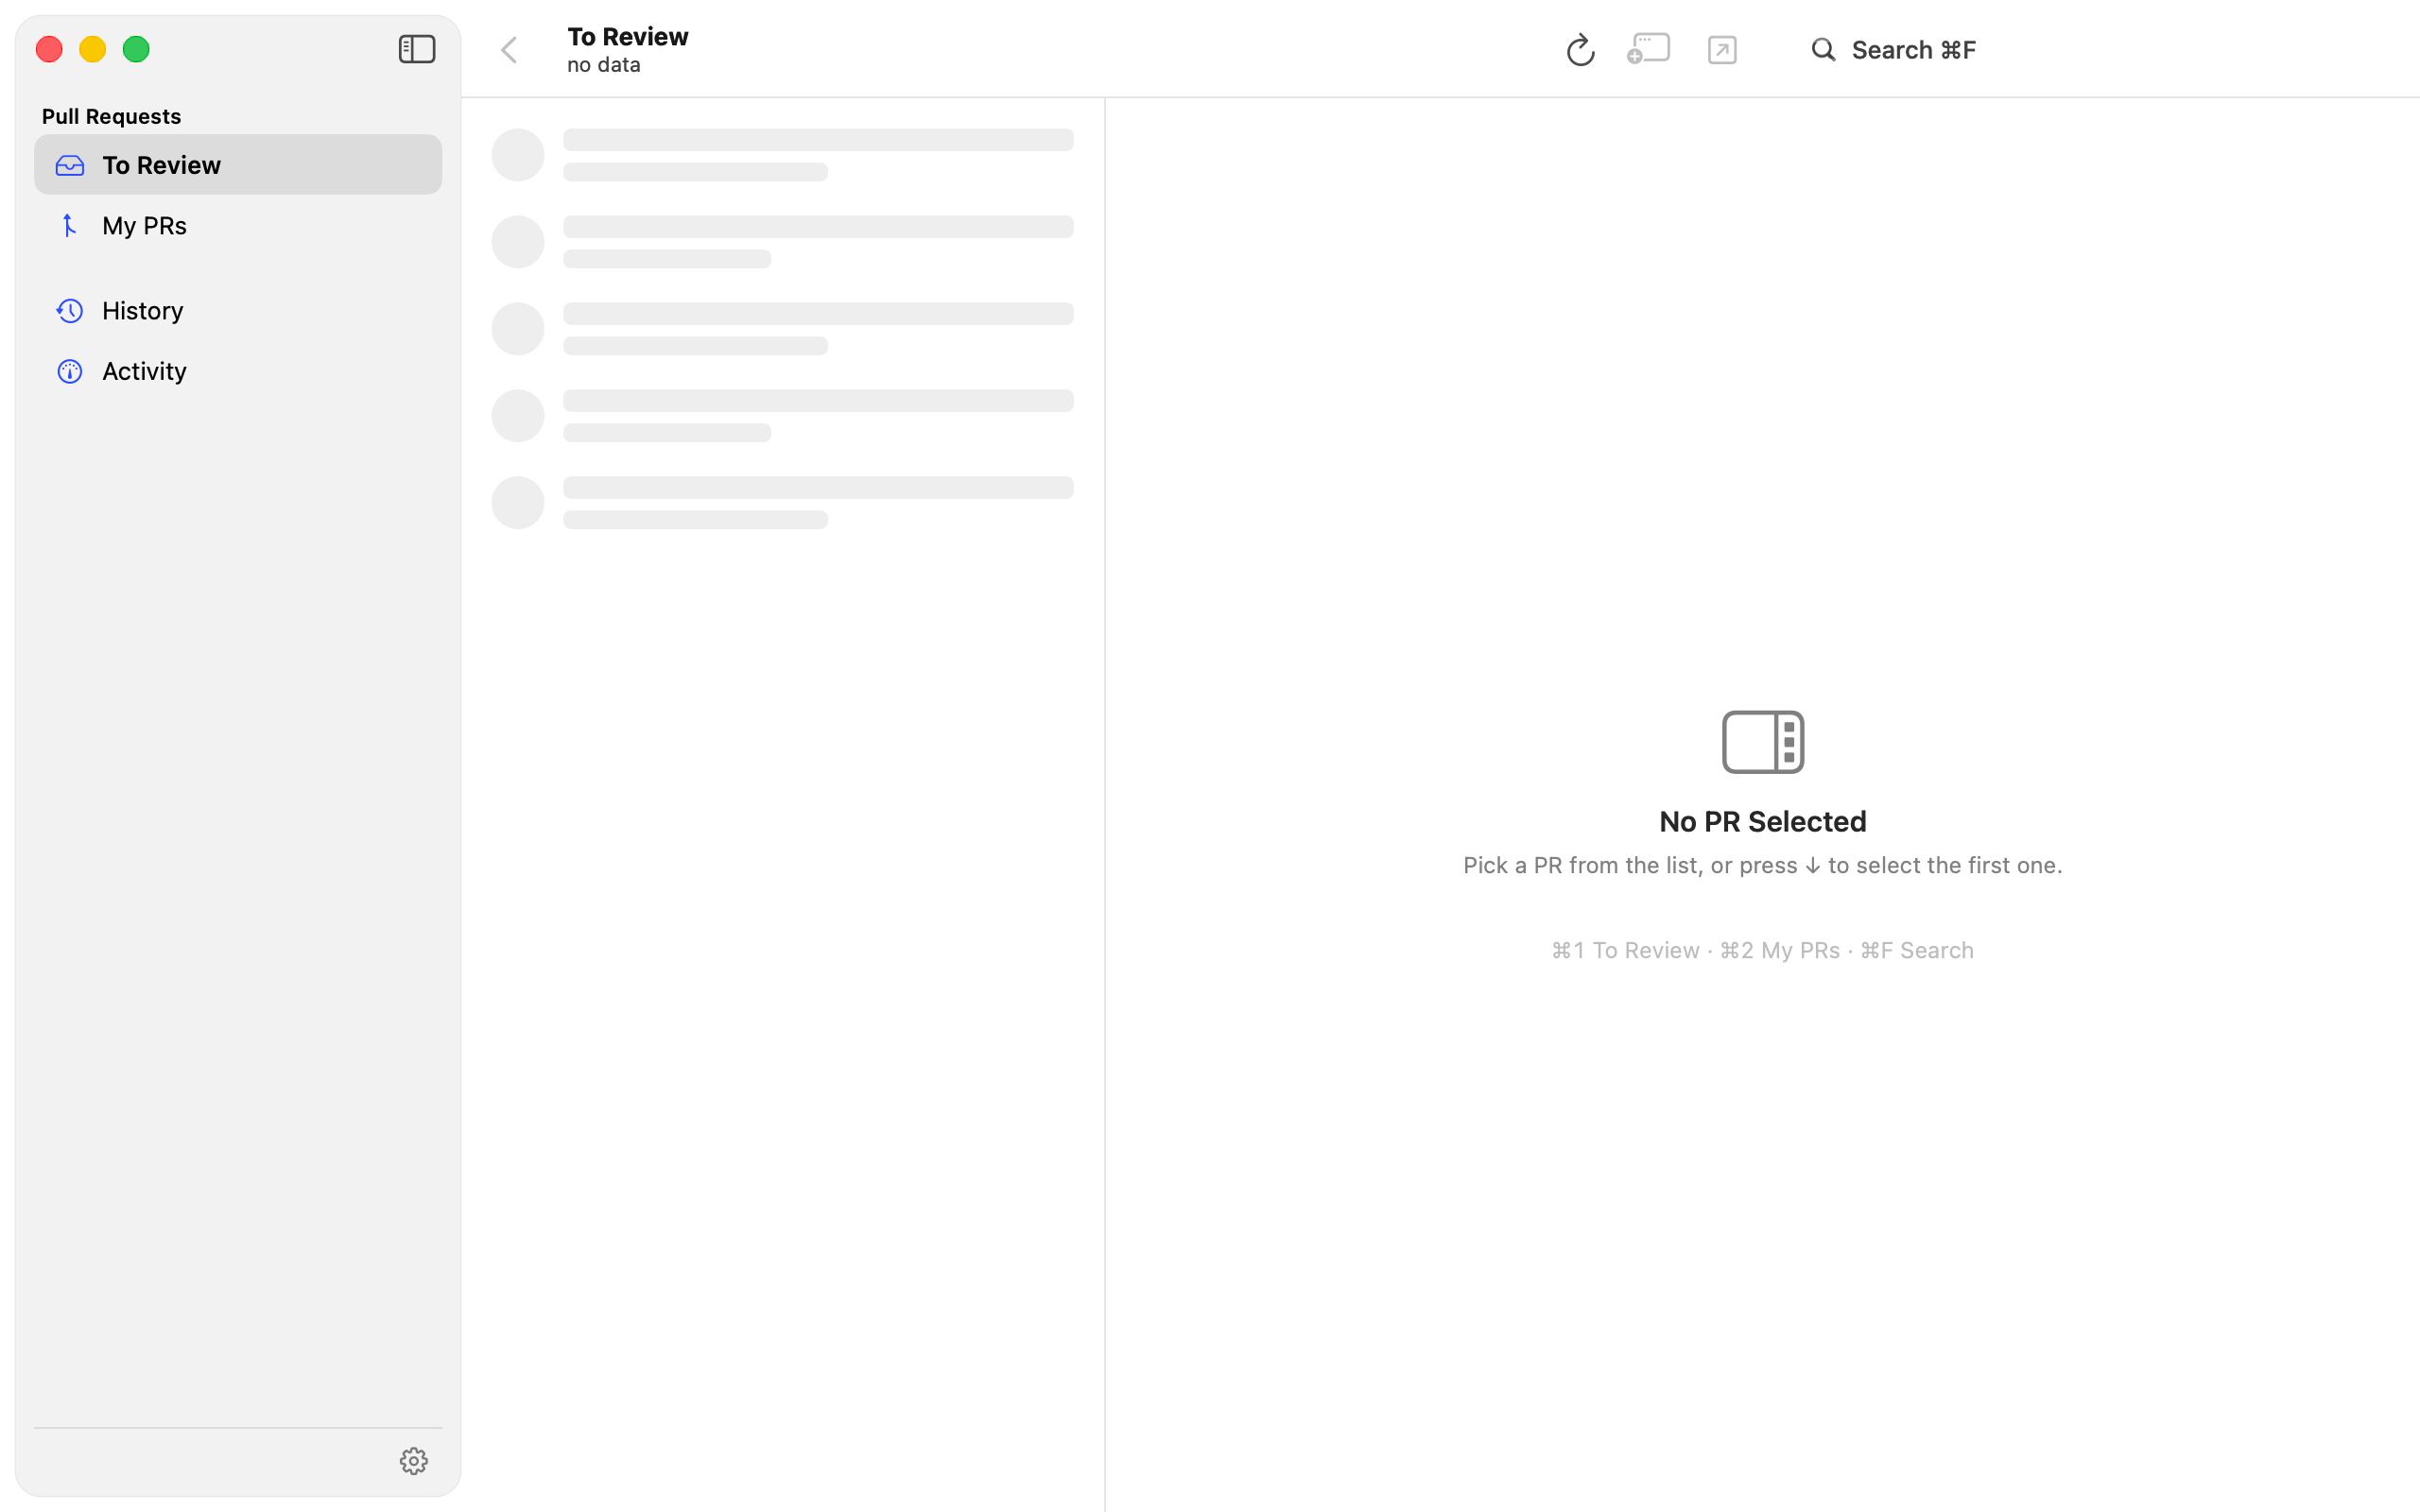 To Review
no data
Search ⌘F
Pull Requests
To Review
My PRs
History
Activity
No PR Selected
Pick a PR from the list, or press ↓ to select the first one.
⌘1 To Review · ⌘2 My PRs · ⌘F Search